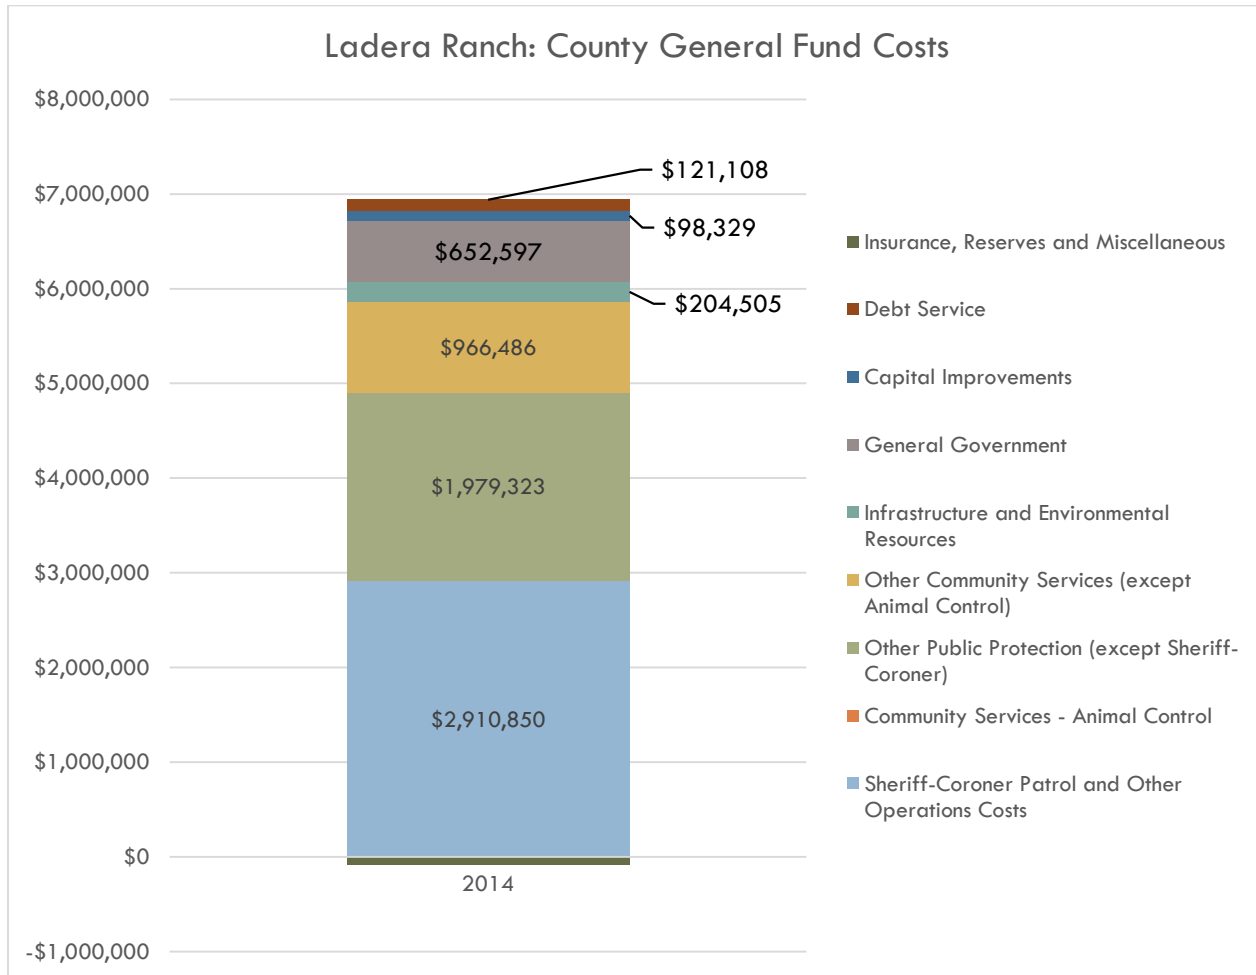 Ladera Ranch: County General Fund Costs
$8,000,000
$7,000,000
$6,000,000
$5,000,000
$4,000,000
$3,000,000
$2,000,000
$1,000,000
$0
-$1,000,000
$121,108
$98,329
$652,597
$204,505
$966,486
$1,979,323
$2,910,850
2014
Insurance, Reserves and Miscellaneous
Debt Service
Capital Improvements
General Government
Infrastructure and Environmental
Resources
Other Community Services (except
Animal Control)
Other Public Protection (except Sheriff-
Coroner)
Community Services - Animal Control
Sheriff-Coroner Patrol and Other
Operations Costs